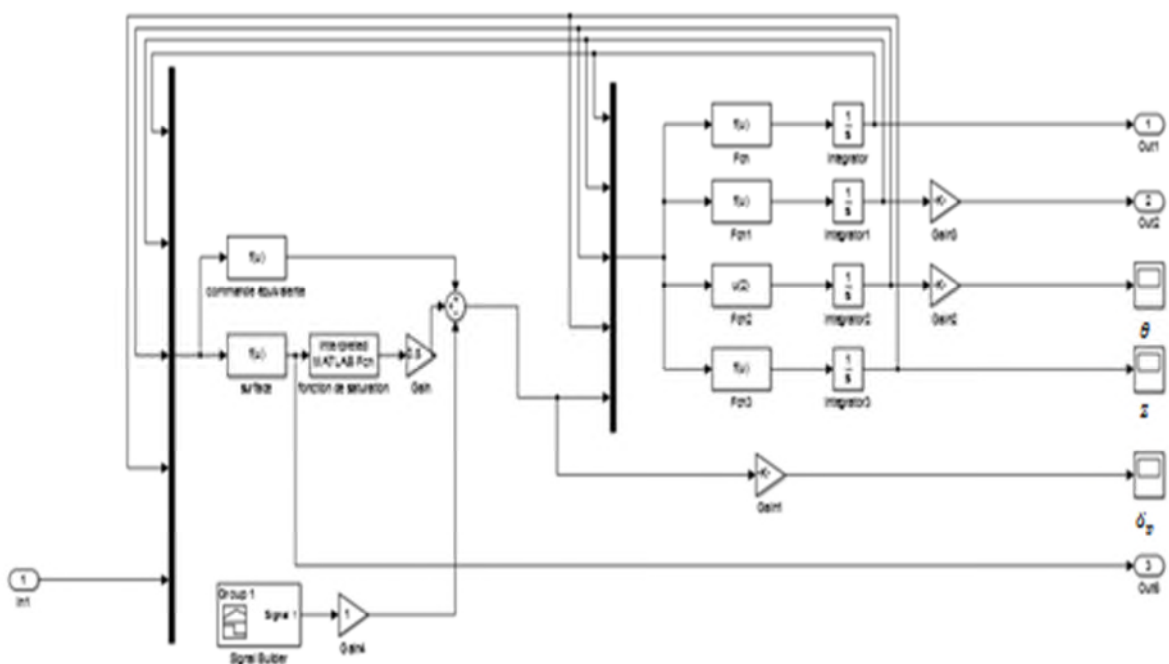 f(u)
Fcn
1
s
Integrator
1
Out1
f(u)
Fcn1
1
s
Integrator1
Gain3
2
Out2
f(u)
commande équivalente
u(2)
Fcn2
1
s
Integrator2
Gain2
θ
f(u)
surface
Interpreted
MATLAB Fcn
fonction de saturation
Gain
f(u)
Fcn3
1
s
Integrator3
z
Gain1
1
In1
Group 1
Signal 1
Signal Builder
1
Gain4
3